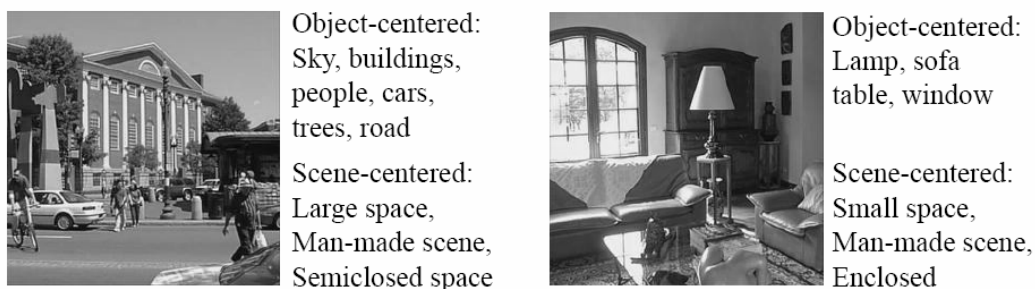 Object-centered:
Sky, buildings,
people, cars,
trees, road
Scene-centered:
Large space,
Man-made scene,
Semiclosed space
Object-centered:
Lamp, sofa
table, window
Scene-centered:
Small space,
Man-made scene,
Enclosed